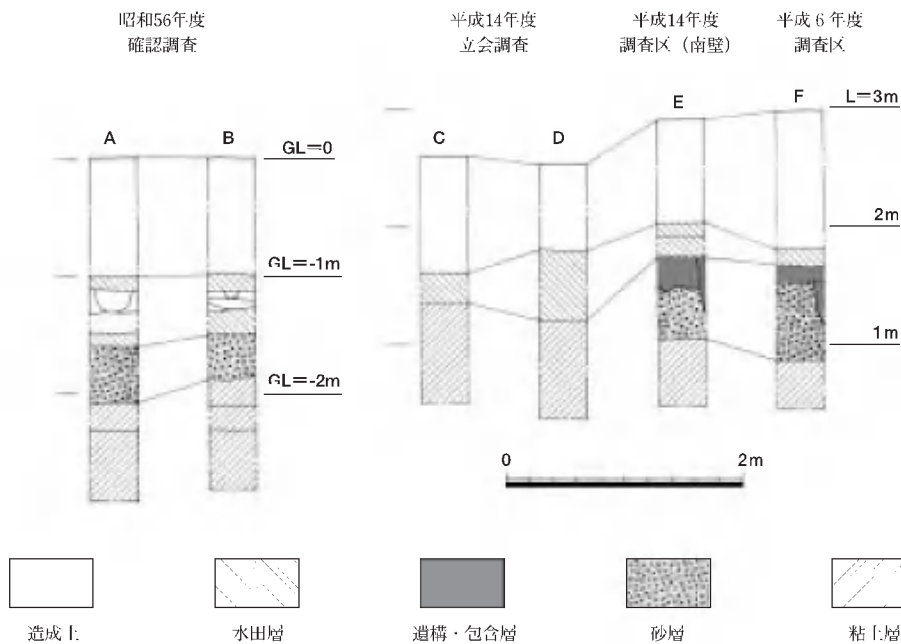 昭和56年度
確認調査
平成14年度
立会調査
平成14年度
調査区（南壁）
平成６年度
調査区
A
B
GL＝0
GL＝-1m
GL＝-2m
C
D
E
F
L＝3m
2m
1m
0
2m
造成土
水田層
遺構・包含層
砂層
粘土層